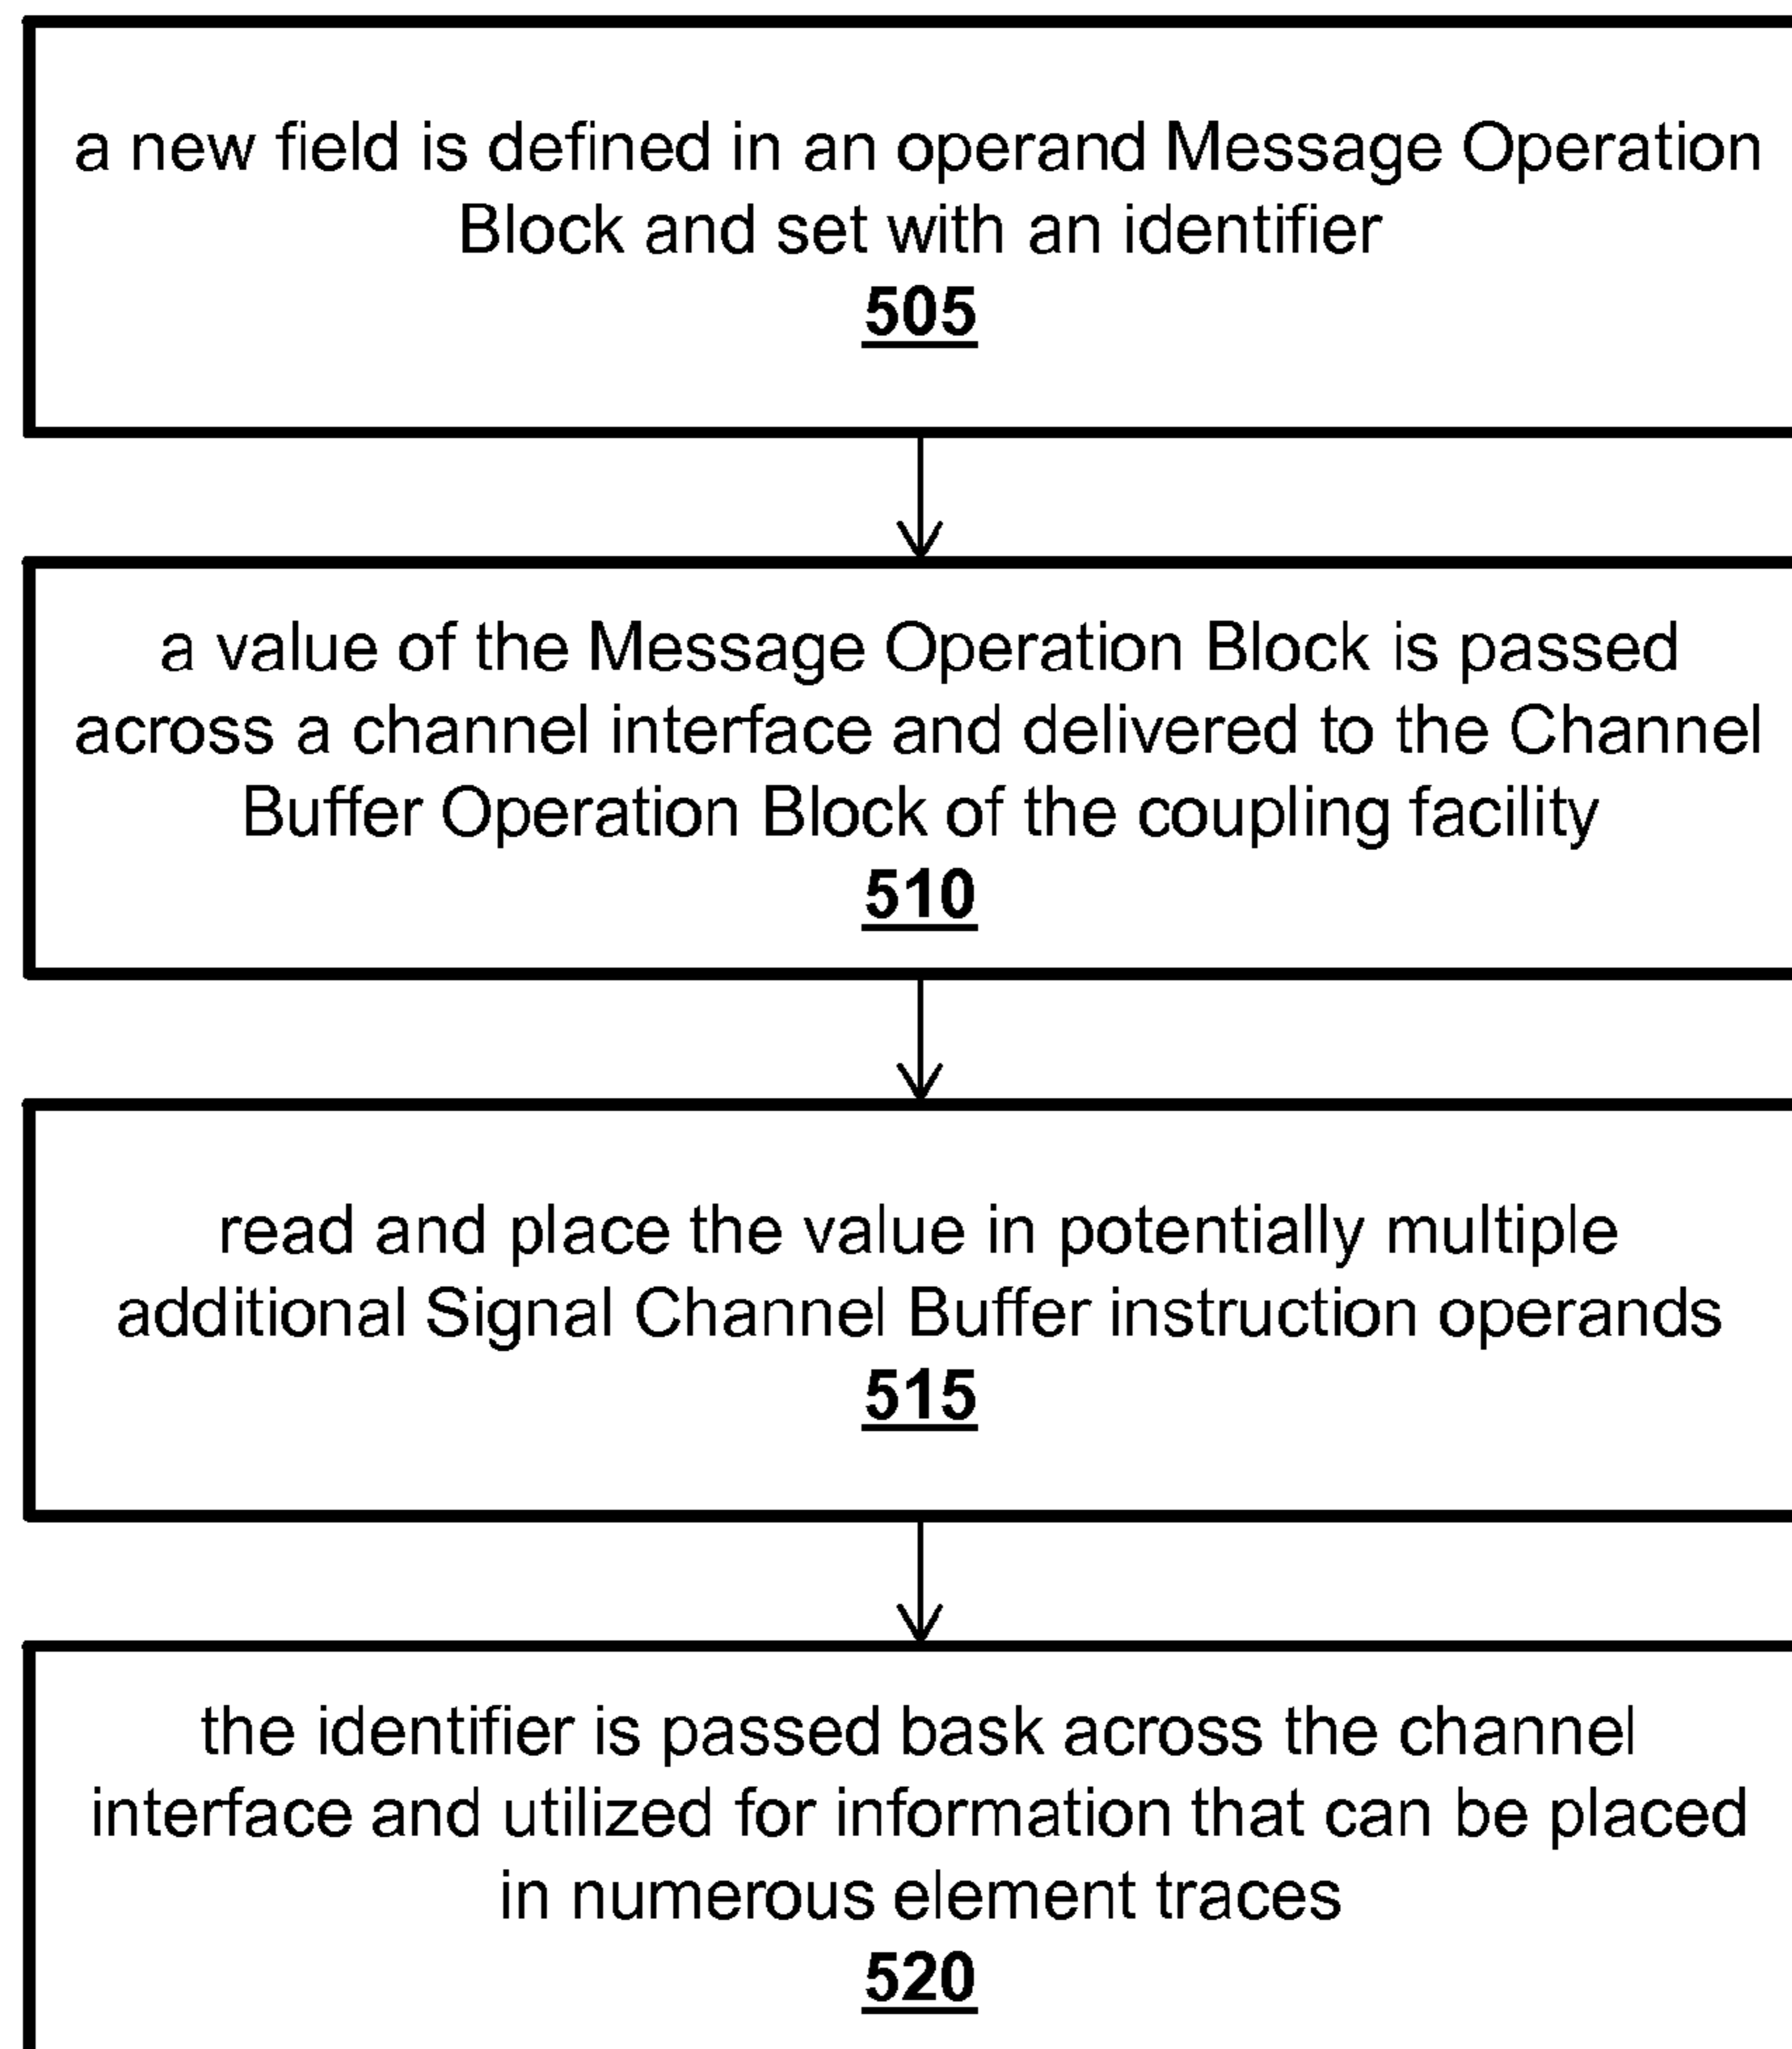 a new field is defined in an operand Message Operation
Block and set with an identifier
505
a value of the Message Operation Block is passed
across a channel interface and delivered to the Channel
Buffer Operation Block of the coupling facility
510
read and place the value in potentially multiple
additional Signal Channel Buffer instruction operands
515
the identifier is passed bask across the channel
interface and utilized for information that can be placed
in numerous element traces
520